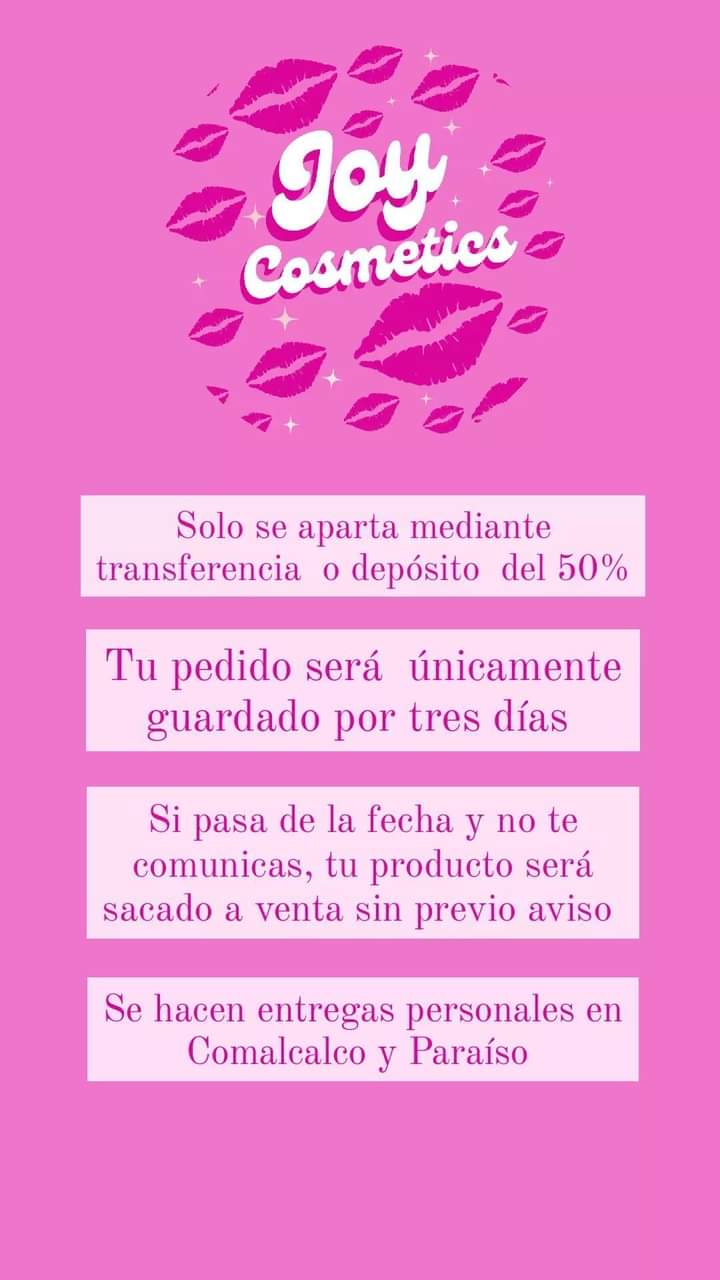 Joy
Cosmetics
Solo se aparta mediante
transferencia o depósito del 50%
Tu pedido será únicamente
guardado por tres días
Si pasa de la fecha y no te
comunicas, tu producto será
sacado a venta sin previo aviso
Se hacen entregas personales en
Comalcalco y Paraíso